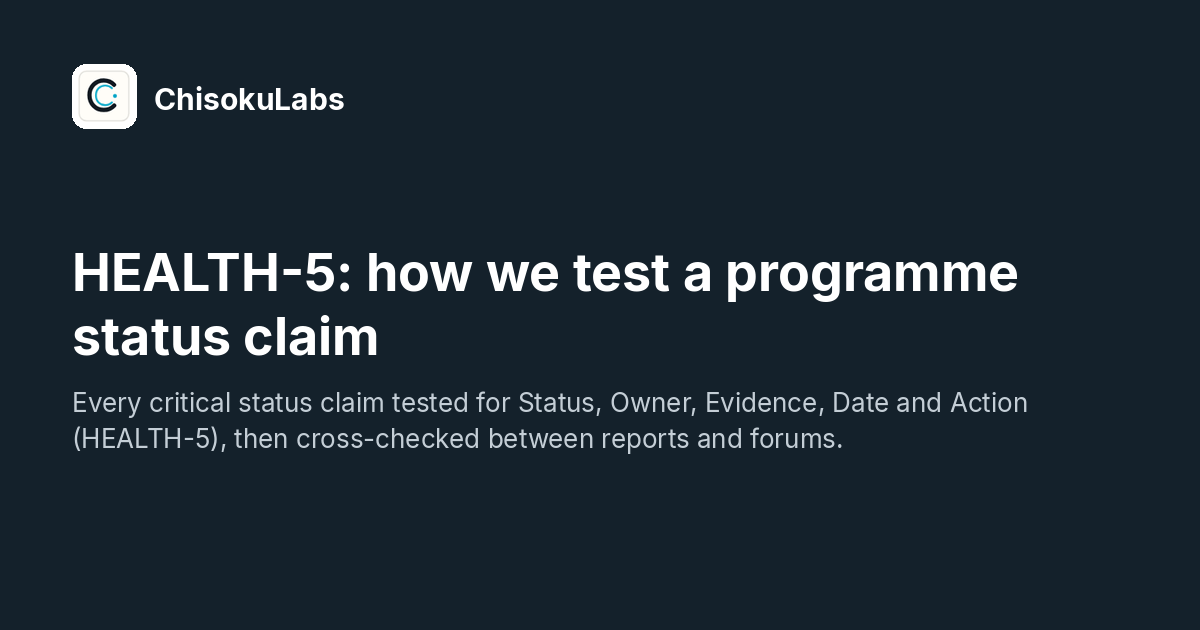 ChisokuLabs
HEALTH-5: how we test a programme
status claim
Every critical status claim tested for Status, Owner, Evidence, Date and Action
(HEALTH-5), then cross-checked between reports and forums.